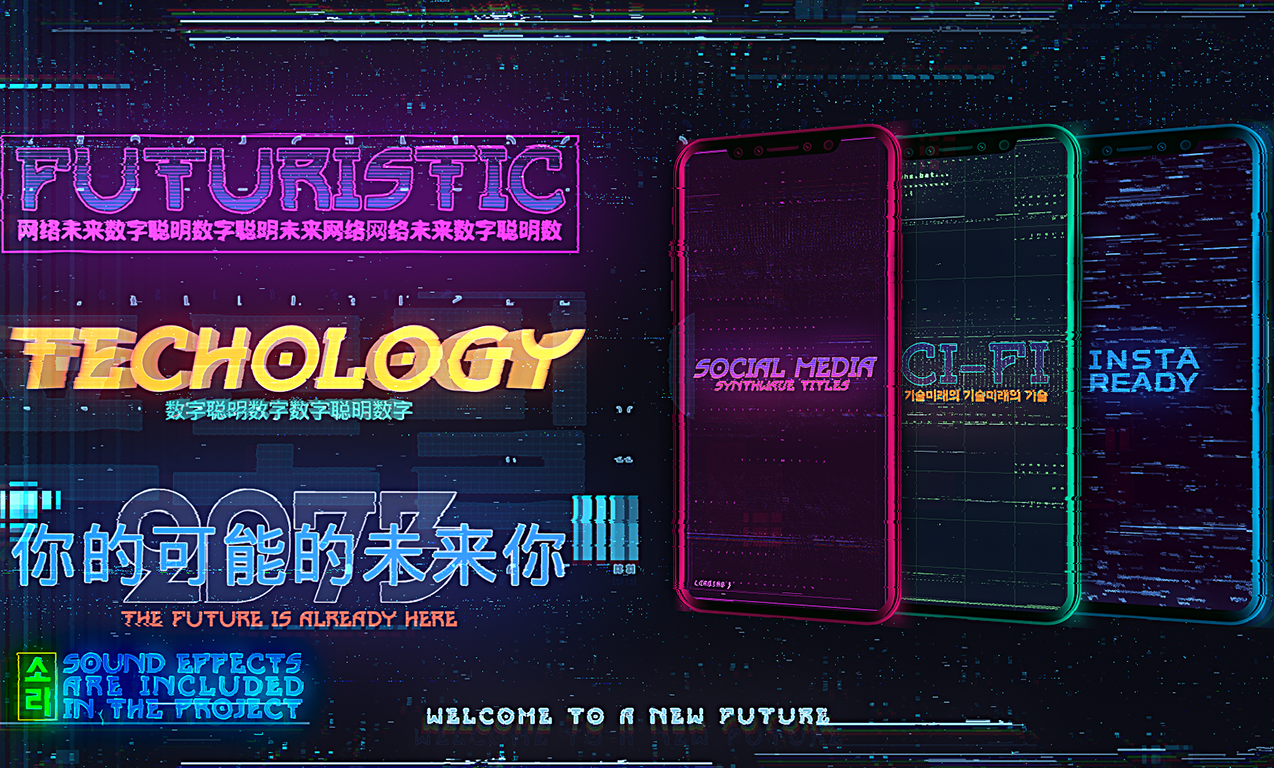 FUTURISTIC
网络未来数字聪明数字聪明未来网络网络未来数字聪明数
TECHOLOGY
数字聪明数字数字聪明数字
2073
你的可能的未来你
THE FUTURE IS ALREADY HERE
소리
SOUND EFFECTS
ARE INCLUDED
IN THE PROJECT
SOCIAL MEDIA
SYNTHWAVE TITLES
CI-FI
기술미래의 기술미래의 기술
INSTA
READY
WELCOME TO A NEW FUTURE